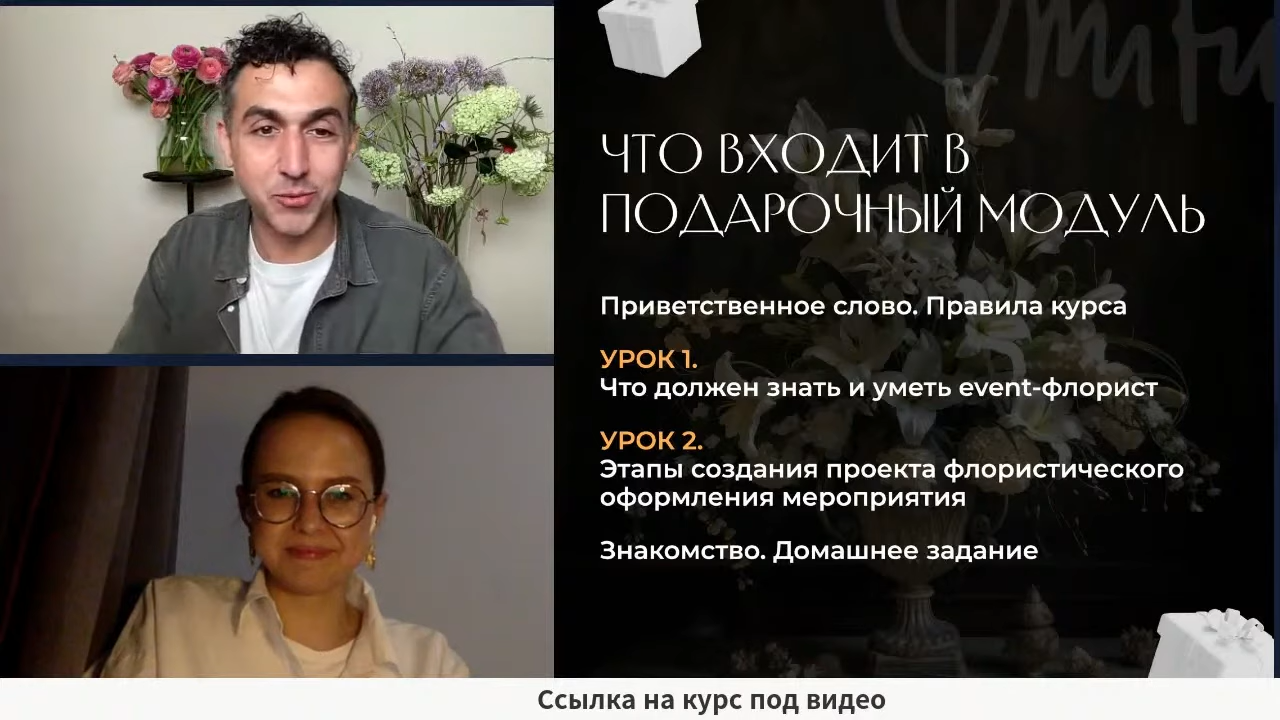 ЧТО ВХОДИТ В
ПОДАРОЧНЫЙ МОДУЛЬ
Приветственное слово. Правила курса
УРОК 1.
Что должен знать и уметь event-флорист
УРОК 2.
Этапы создания проекта флористического
оформления мероприятия
Знакомство. Домашнее задание
Ссылка на курс под видео